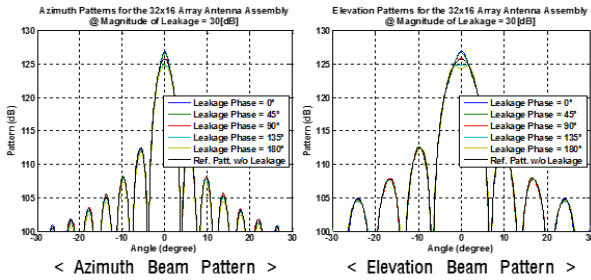 Azimuth Patterns for the 32x16 Array Antenna Assembly
@ Magnitude of Leakage = 30[dB]
130
125
120
115
110
105
100
Pattern (dB)
-30
-20
-10
0
10
20
30
Angle (degree)
Leakage Phase = 0°
Leakage Phase = 45°
Leakage Phase = 90°
Leakage Phase = 135°
Leakage Phase = 180°
Ref. Patt. w/o Leakage
< Azimuth Beam Pattern >
Elevation Patterns for the 32x16 Array Antenna Assembly
@ Magnitude of Leakage = 30[dB]
130
125
120
115
110
105
100
Pattern (dB)
-30
-20
-10
0
10
20
30
Angle (degree)
Leakage Phase = 0°
Leakage Phase = 45°
Leakage Phase = 90°
Leakage Phase = 135°
Leakage Phase = 180°
Ref. Patt. w/o Leakage
< Elevation Beam Pattern >